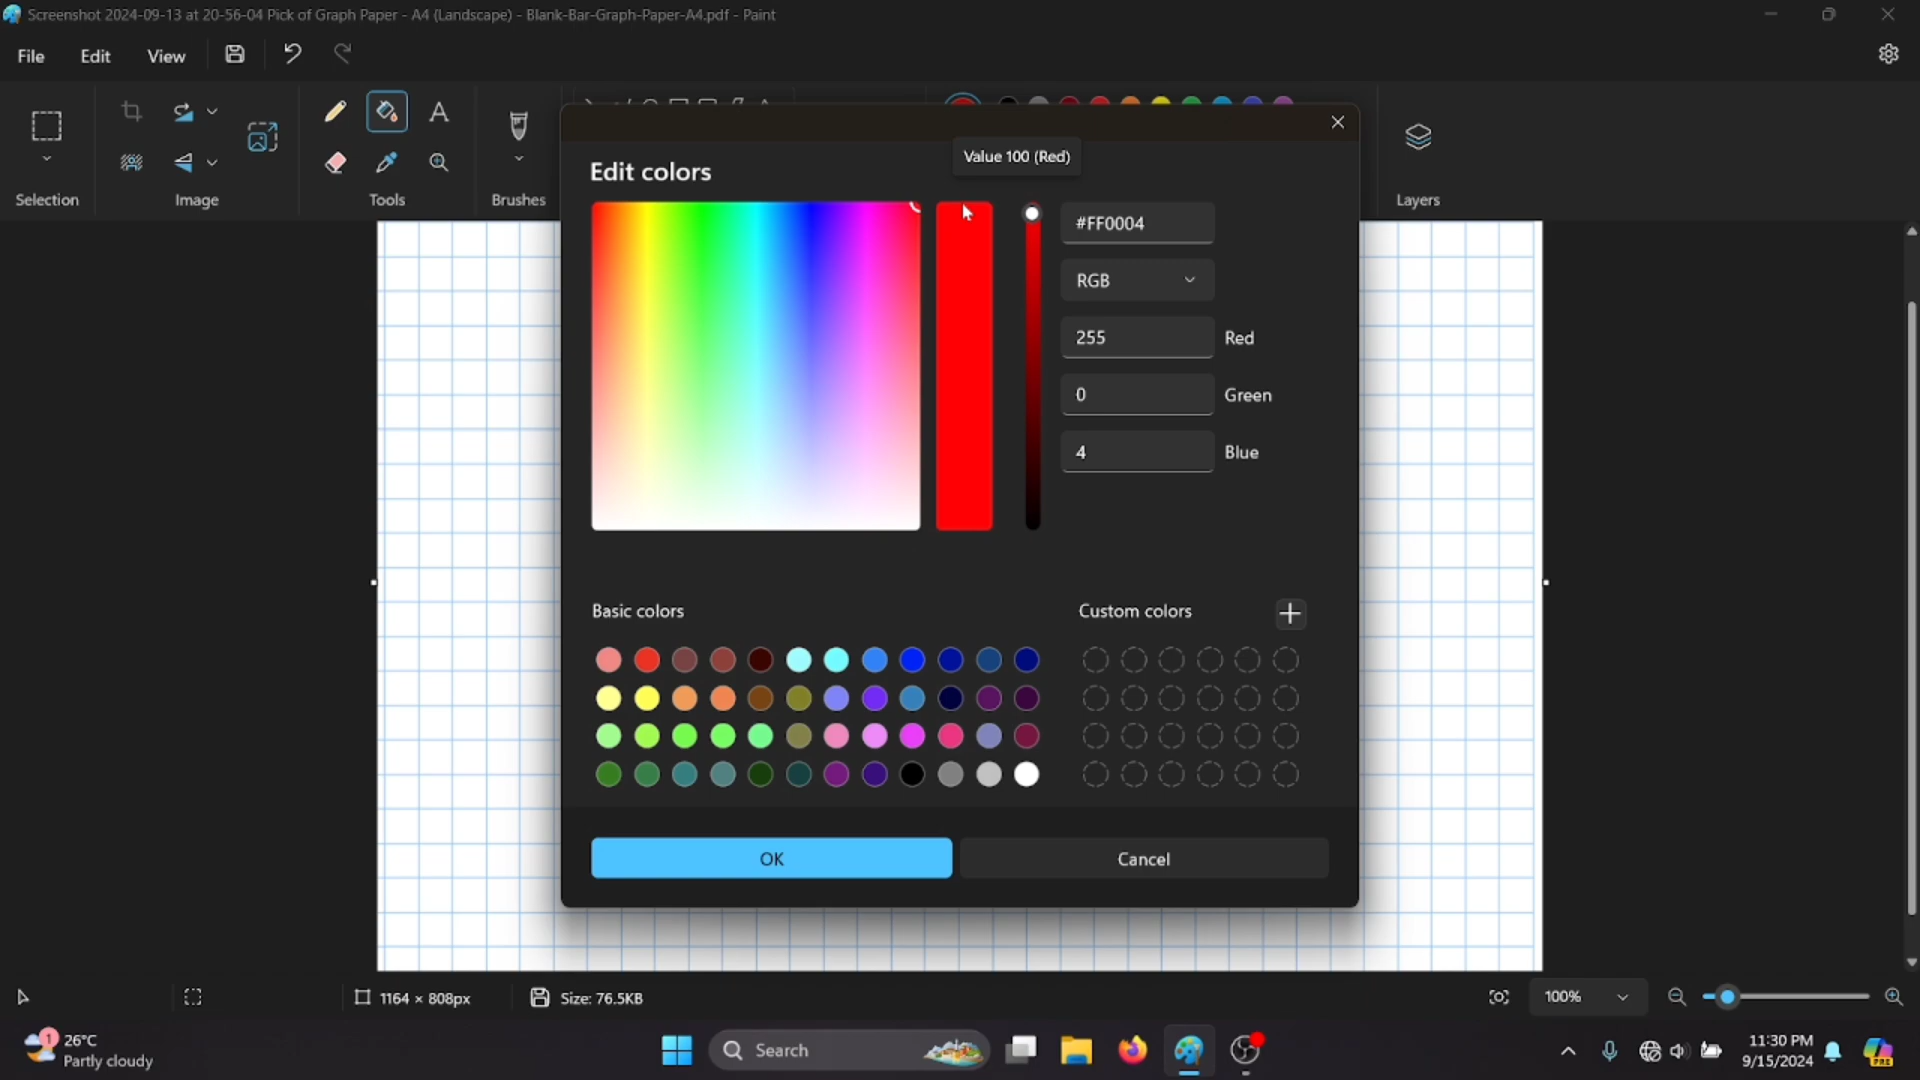 Screenshot 2024-09-13 at 20-56-04 Pick of Graph Paper - A4 (Landscape) - Blank-Bar-Graph-Paper-A4.pdf - Paint
File Edit View
Selection Image Tools Brushes Layers
Value 100 (Red)
Edit colors
#FF0004
RGB
255 Red
0 Green
4 Blue
Basic colors Custom colors
OK Cancel
1164 × 808px Size: 76.5KB 100%
1 26°C
Partly cloudy
Search
PRE
11:30 PM
9/15/2024